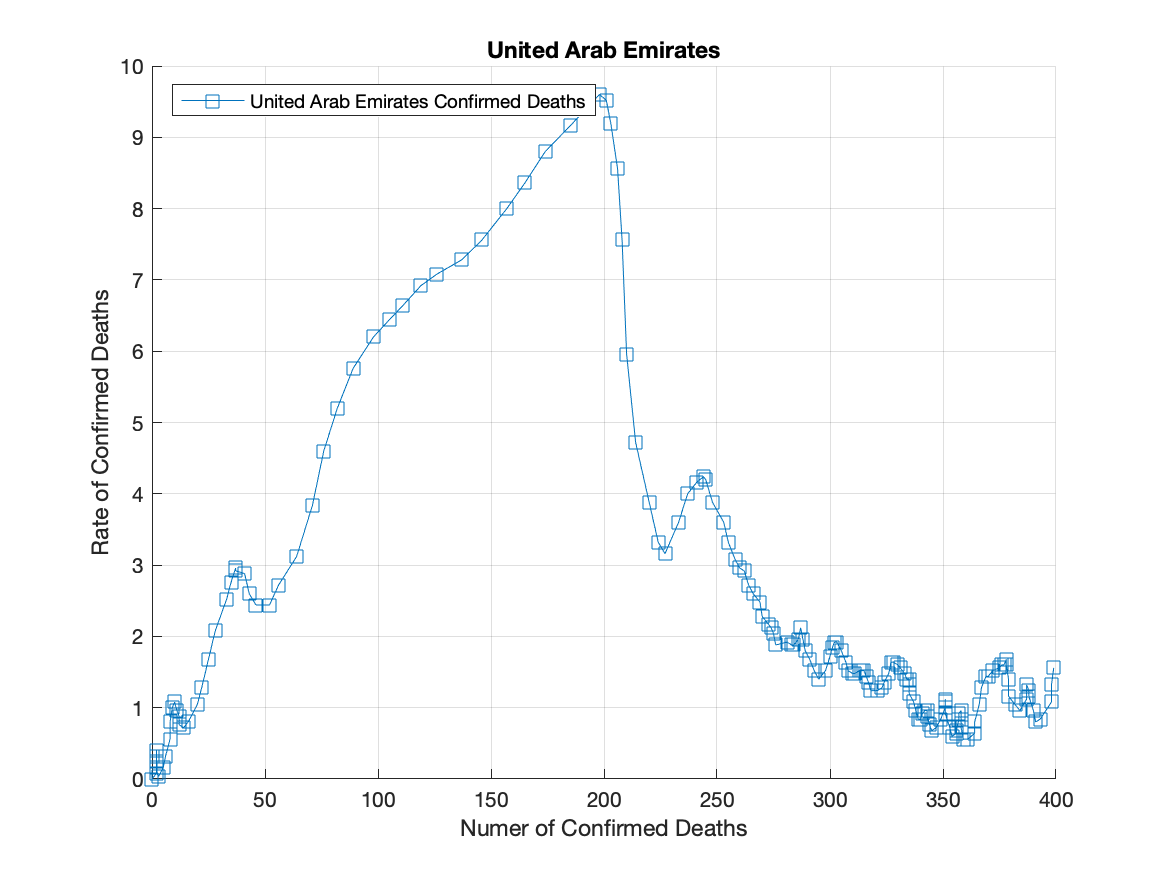 United Arab Emirates
United Arab Emirates Confirmed Deaths
Rate of Confirmed Deaths
10
9
8
7
6
5
4
3
2
1
0
0 50 100 150 200 250 300 350 400
Numer of Confirmed Deaths